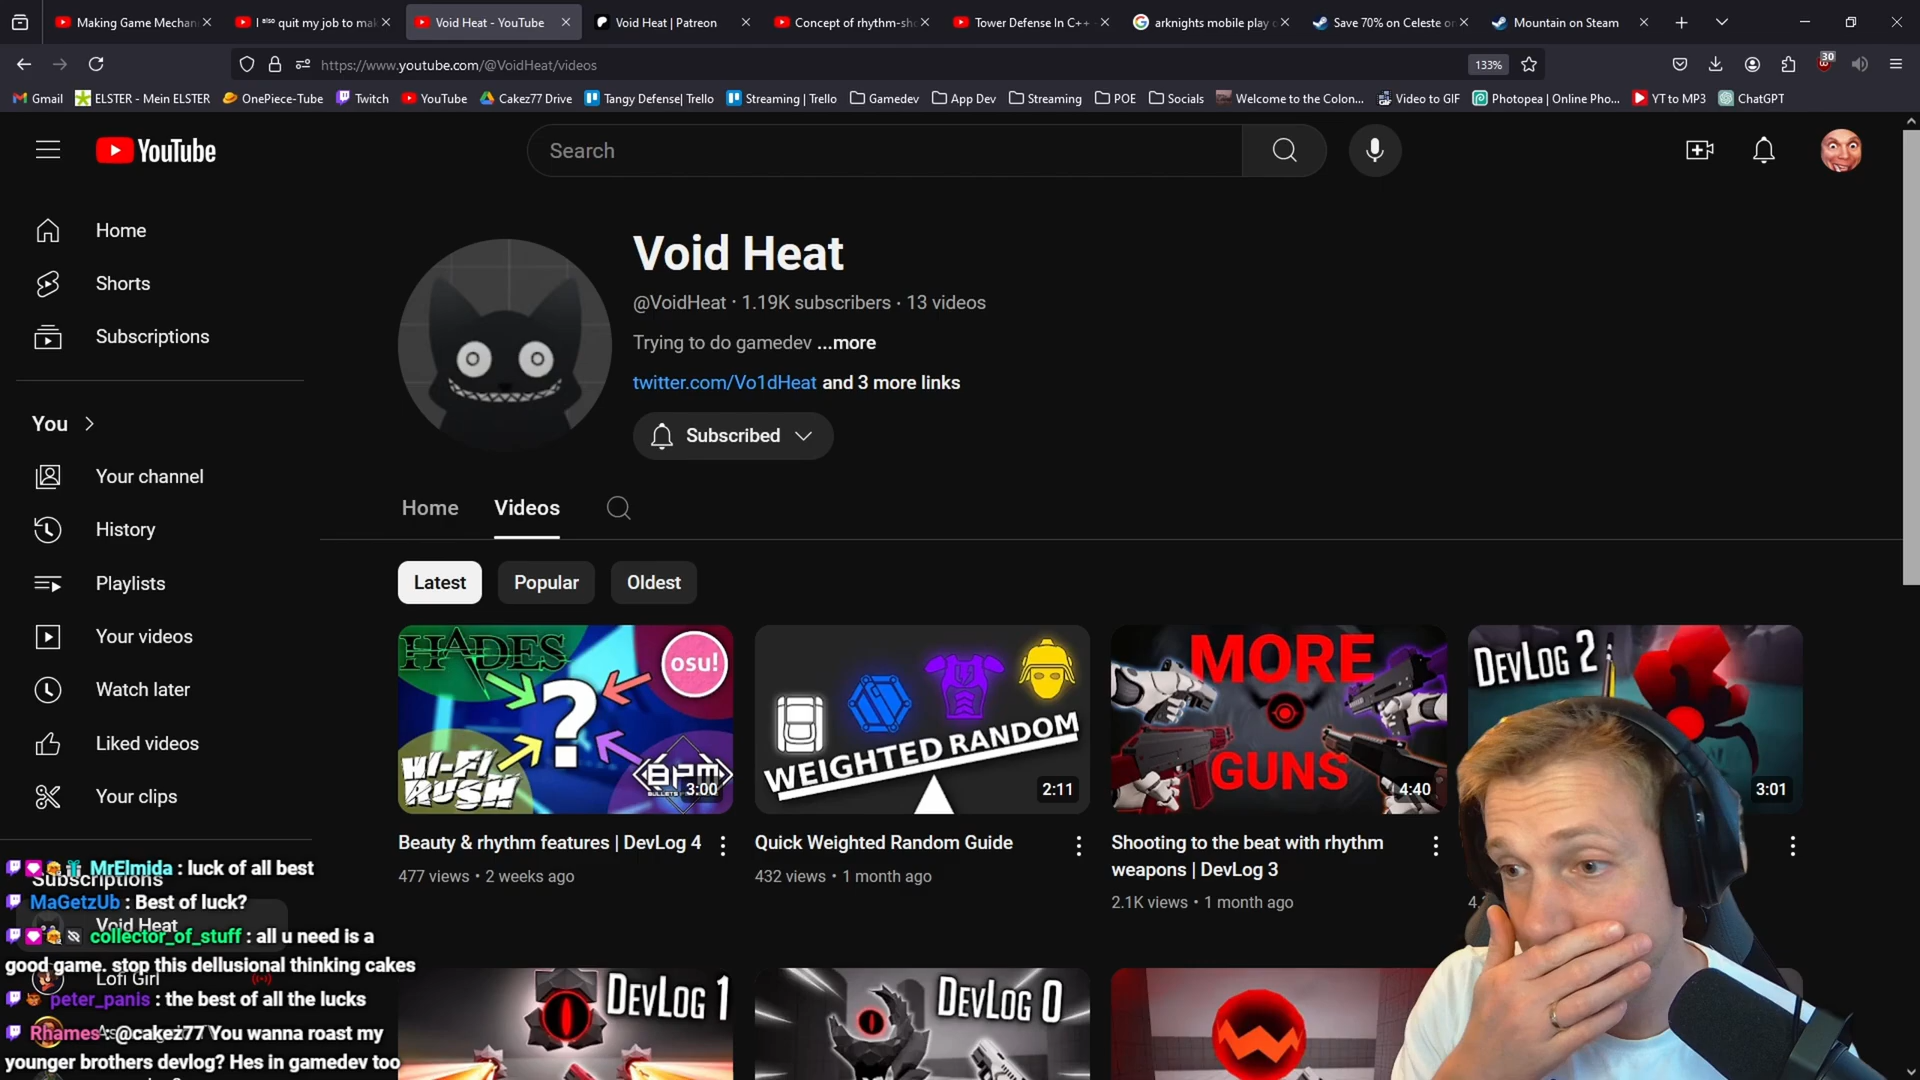 Making Game Mechan
I also quit my job to ma
Void Heat - YouTube
Void Heat | Patreon
Concept of rhythm-sh
Tower Defense In C++
arknights mobile play
Save 70% on Celeste o
Mountain on Steam
https://www.youtube.com/@VoidHeat/videos
133%
30
Gmail
ELSTER - Mein ELSTER
OnePiece-Tube
Twitch
YouTube
Cakez77 Drive
Tangy Defense| Trello
Streaming | Trello
Gamedev
App Dev
Streaming
POE
Socials
Welcome to the Colon...
Video to GIF
Photopea | Online Pho...
YT to MP3
ChatGPT
YouTube
Search
Home
Shorts
Subscriptions
You
Your channel
History
Playlists
Your videos
Watch later
Liked videos
Your clips
Subscriptions
Void Heat
Lofi Girl
Void Heat
@VoidHeat · 1.19K subscribers · 13 videos
Trying to do gamedev ...more
twitter.com/Vo1dHeat and 3 more links
Subscribed
Home
Videos
Latest
Popular
Oldest
HADES
osu!
?
HI-FI
RUSH
BPM
3:00
Beauty & rhythm features | DevLog 4
477 views · 2 weeks ago
WEIGHTED RANDOM
2:11
Quick Weighted Random Guide
432 views · 1 month ago
MORE
GUNS
4:40
Shooting to the beat with rhythm
weapons | DevLog 3
2.1K views · 1 month ago
DEVLOG 2
3:01
DEVLOG 1
DEVLOG 0
MrElmida : luck of all best
MaGetzUb : Best of luck?
collector_of_stuff : all u need is a
good game. stop this dellusional thinking cakes
peter_panis : the best of all the lucks
Rhames : @cakez77 You wanna roast my
younger brothers devlog? Hes in gamedev too